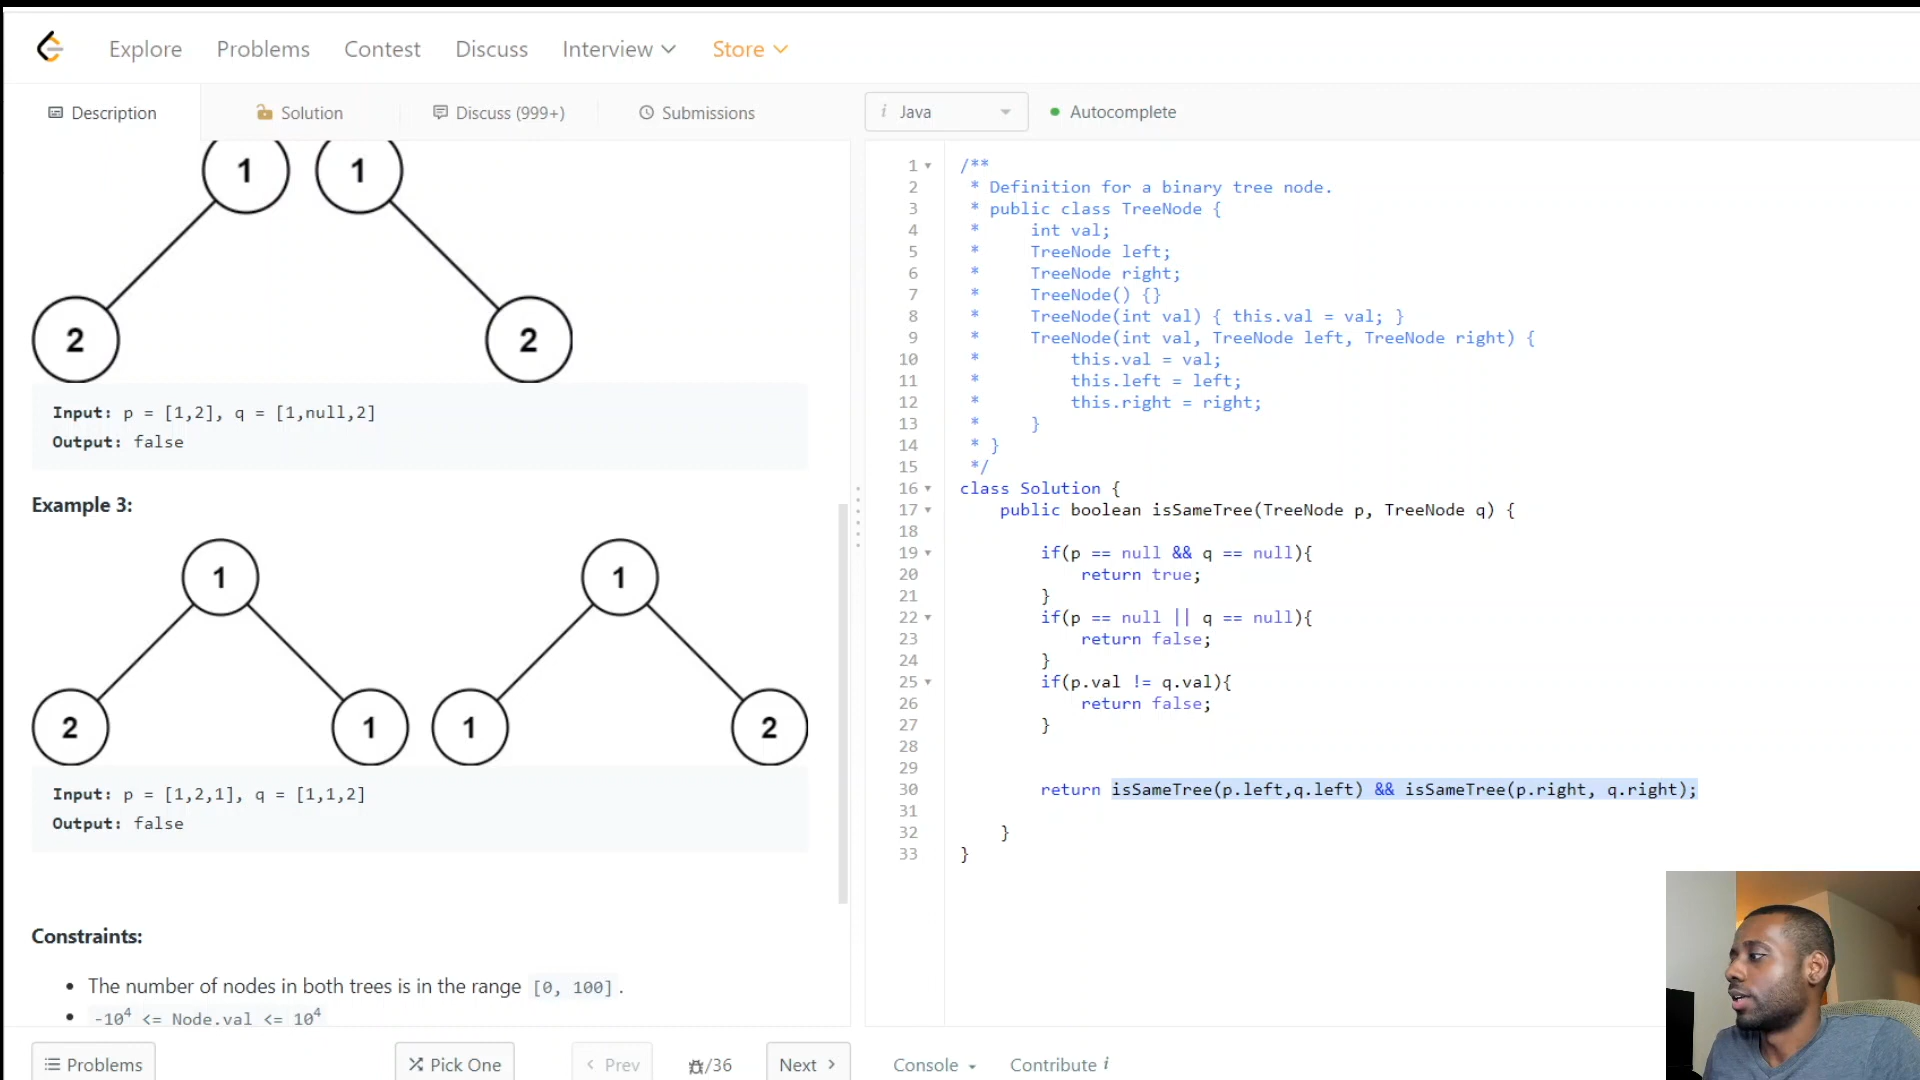 Explore Problems Contest Discuss Interview Store
Description Solution Discuss (999+) Submissions
i Java Autocomplete
1 1
2 2
Input: p = [1,2], q = [1,null,2]
Output: false
Example 3:
1 1
2 1 1 2
Input: p = [1,2,1], q = [1,1,2]
Output: false
Constraints:
• The number of nodes in both trees is in the range [0, 100] .
• -10⁴ <= Node.val <= 10⁴
1 /**
2 * Definition for a binary tree node.
3 * public class TreeNode {
4 * int val;
5 * TreeNode left;
6 * TreeNode right;
7 * TreeNode() {}
8 * TreeNode(int val) { this.val = val; }
9 * TreeNode(int val, TreeNode left, TreeNode right) {
10 * this.val = val;
11 * this.left = left;
12 * this.right = right;
13 * }
14 * }
15 */
16 class Solution {
17 public boolean isSameTree(TreeNode p, TreeNode q) {
18
19 if(p == null && q == null){
20 return true;
21 }
22 if(p == null || q == null){
23 return false;
24 }
25 if(p.val != q.val){
26 return false;
27 }
28
29
30 return isSameTree(p.left,q.left) && isSameTree(p.right, q.right);
31
32 }
33 }
Problems Pick One < Prev /36 Next > Console Contribute i